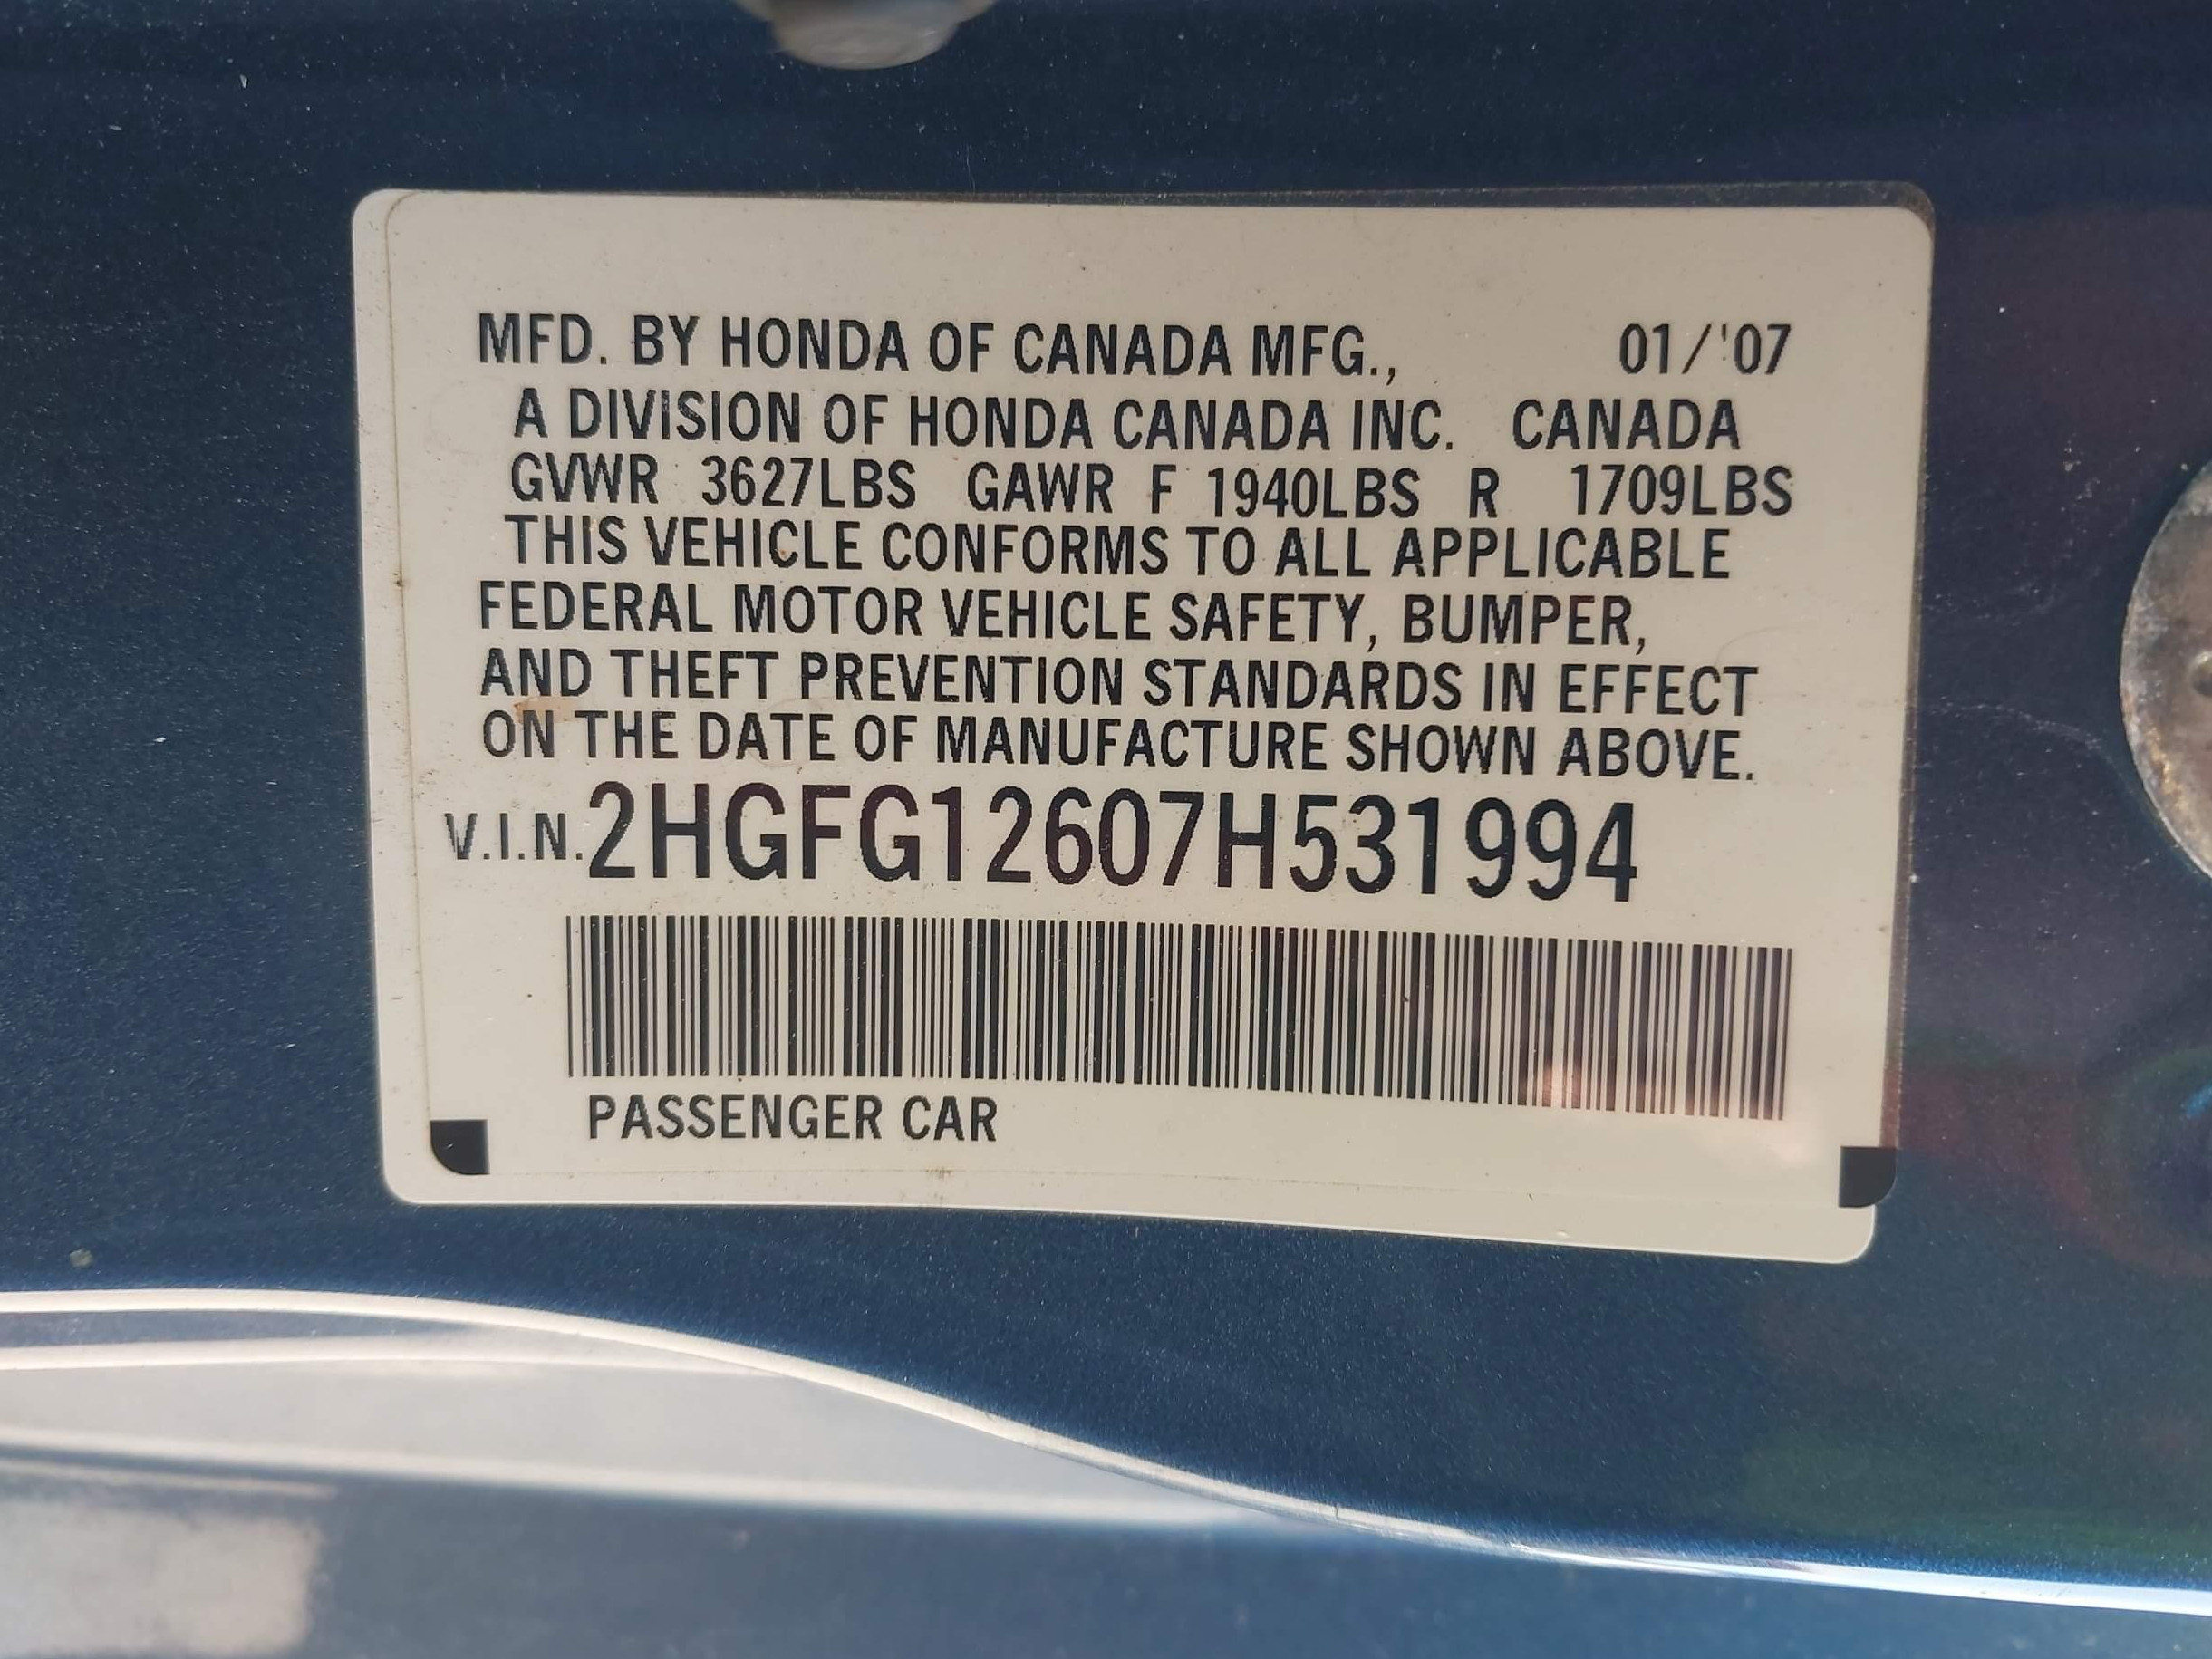 MFD. BY HONDA OF CANADA MFG., 01/'07
A DIVISION OF HONDA CANADA INC. CANADA
GVWR 3627LBS GAWR F 1940LBS R 1709LBS
THIS VEHICLE CONFORMS TO ALL APPLICABLE
FEDERAL MOTOR VEHICLE SAFETY, BUMPER,
AND THEFT PREVENTION STANDARDS IN EFFECT
ON THE DATE OF MANUFACTURE SHOWN ABOVE.
V.I.N. 2HGFG12607H531994
PASSENGER CAR